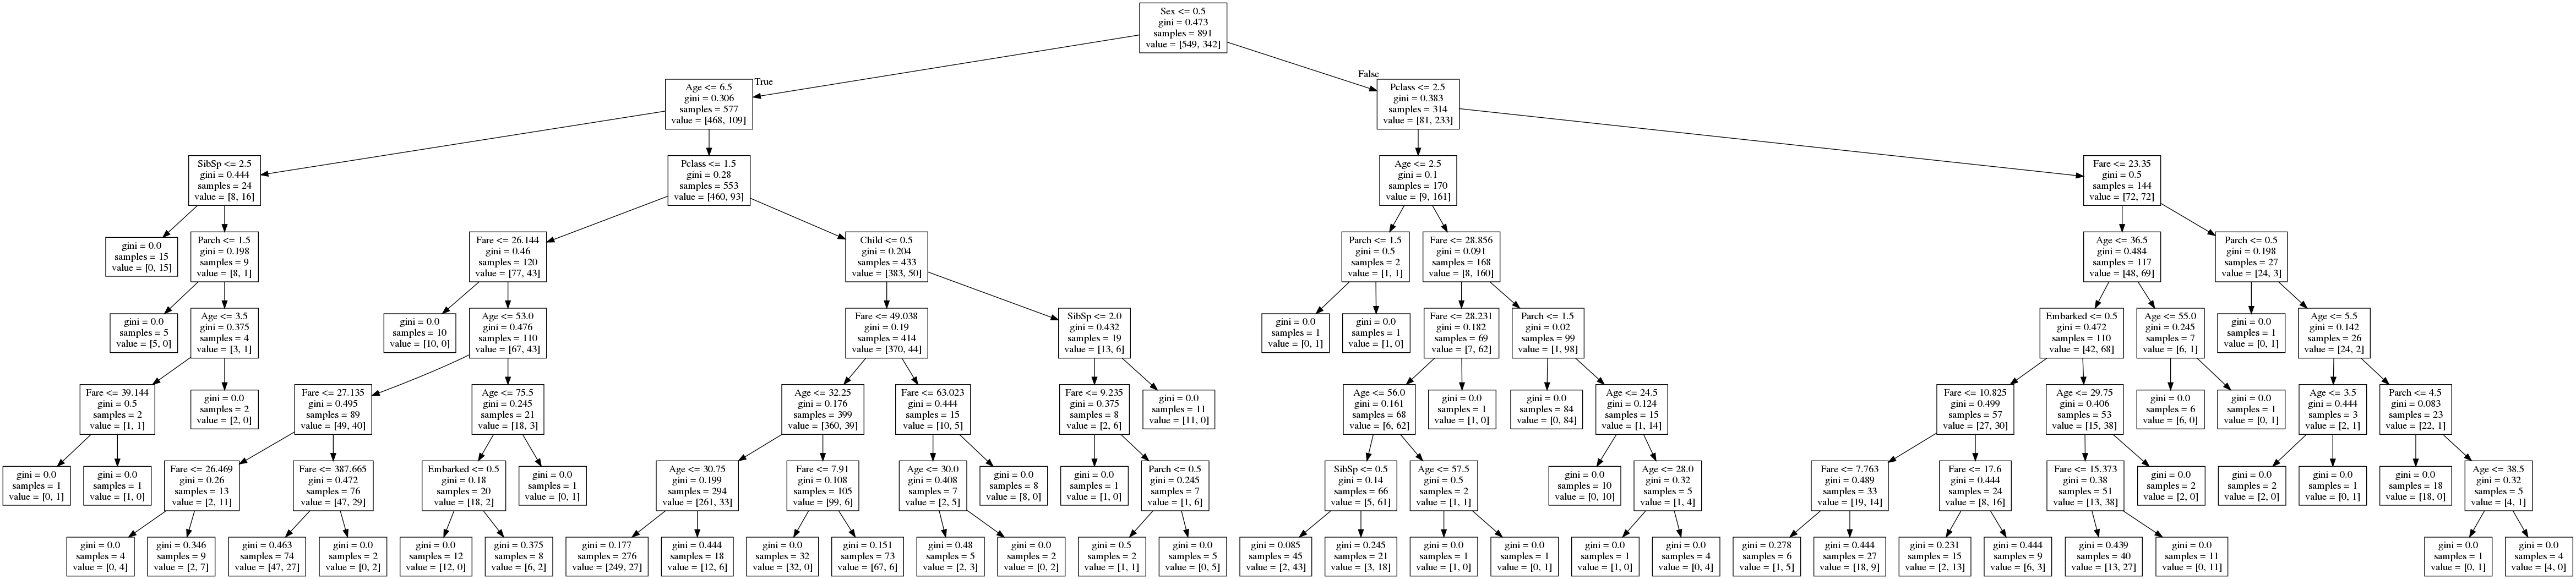 Sex <= 0.5
gini = 0.473
samples = 891
value = [549, 342]
True
False
Age <= 6.5
gini = 0.306
samples = 577
value = [468, 109]
Pclass <= 2.5
gini = 0.383
samples = 314
value = [81, 233]
SibSp <= 2.5
gini = 0.444
samples = 24
value = [8, 16]
Pclass <= 1.5
gini = 0.28
samples = 553
value = [460, 93]
Age <= 2.5
gini = 0.1
samples = 170
value = [9, 161]
Fare <= 23.35
gini = 0.5
samples = 144
value = [72, 72]
gini = 0.0
samples = 15
value = [0, 15]
Parch <= 1.5
gini = 0.198
samples = 9
value = [8, 1]
Fare <= 26.144
gini = 0.46
samples = 120
value = [77, 43]
Child <= 0.5
gini = 0.204
samples = 433
value = [383, 50]
Parch <= 1.5
gini = 0.5
samples = 2
value = [1, 1]
Fare <= 28.856
gini = 0.091
samples = 168
value = [8, 160]
Age <= 36.5
gini = 0.484
samples = 117
value = [48, 69]
Parch <= 0.5
gini = 0.198
samples = 27
value = [24, 3]
gini = 0.0
samples = 5
value = [5, 0]
Age <= 3.5
gini = 0.375
samples = 4
value = [3, 1]
gini = 0.0
samples = 10
value = [10, 0]
Age <= 53.0
gini = 0.476
samples = 110
value = [67, 43]
Fare <= 49.038
gini = 0.19
samples = 414
value = [370, 44]
SibSp <= 2.0
gini = 0.432
samples = 19
value = [13, 6]
gini = 0.0
samples = 1
value = [0, 1]
gini = 0.0
samples = 1
value = [1, 0]
Fare <= 28.231
gini = 0.182
samples = 69
value = [7, 62]
Parch <= 1.5
gini = 0.02
samples = 99
value = [1, 98]
Embarked <= 0.5
gini = 0.472
samples = 110
value = [42, 68]
Age <= 55.0
gini = 0.245
samples = 7
value = [6, 1]
gini = 0.0
samples = 1
value = [0, 1]
Age <= 5.5
gini = 0.142
samples = 26
value = [24, 2]
Fare <= 39.144
gini = 0.5
samples = 2
value = [1, 1]
gini = 0.0
samples = 2
value = [2, 0]
Fare <= 27.135
gini = 0.495
samples = 89
value = [49, 40]
Age <= 75.5
gini = 0.245
samples = 21
value = [18, 3]
Age <= 32.25
gini = 0.176
samples = 399
value = [360, 39]
Fare <= 63.023
gini = 0.444
samples = 15
value = [10, 5]
Fare <= 9.235
gini = 0.375
samples = 8
value = [2, 6]
gini = 0.0
samples = 11
value = [11, 0]
Age <= 56.0
gini = 0.161
samples = 68
value = [6, 62]
gini = 0.0
samples = 1
value = [1, 0]
gini = 0.0
samples = 84
value = [0, 84]
Age <= 24.5
gini = 0.124
samples = 15
value = [1, 14]
Fare <= 10.825
gini = 0.499
samples = 57
value = [27, 30]
Age <= 29.75
gini = 0.406
samples = 53
value = [15, 38]
gini = 0.0
samples = 6
value = [6, 0]
gini = 0.0
samples = 1
value = [0, 1]
Age <= 3.5
gini = 0.444
samples = 3
value = [2, 1]
Parch <= 4.5
gini = 0.083
samples = 23
value = [22, 1]
gini = 0.0
samples = 1
value = [0, 1]
gini = 0.0
samples = 1
value = [1, 0]
Fare <= 26.469
gini = 0.26
samples = 13
value = [2, 11]
Fare <= 387.665
gini = 0.472
samples = 76
value = [47, 29]
Embarked <= 0.5
gini = 0.18
samples = 20
value = [18, 2]
gini = 0.0
samples = 1
value = [0, 1]
Age <= 30.75
gini = 0.199
samples = 294
value = [261, 33]
Fare <= 7.91
gini = 0.108
samples = 105
value = [99, 6]
Age <= 30.0
gini = 0.408
samples = 7
value = [2, 5]
gini = 0.0
samples = 8
value = [8, 0]
gini = 0.0
samples = 1
value = [1, 0]
Parch <= 0.5
gini = 0.245
samples = 7
value = [1, 6]
SibSp <= 0.5
gini = 0.14
samples = 66
value = [5, 61]
Age <= 57.5
gini = 0.5
samples = 2
value = [1, 1]
gini = 0.0
samples = 10
value = [0, 10]
Age <= 28.0
gini = 0.32
samples = 5
value = [1, 4]
Fare <= 7.763
gini = 0.489
samples = 33
value = [19, 14]
Fare <= 17.6
gini = 0.444
samples = 24
value = [8, 16]
Fare <= 15.373
gini = 0.38
samples = 51
value = [13, 38]
gini = 0.0
samples = 2
value = [2, 0]
gini = 0.0
samples = 2
value = [2, 0]
gini = 0.0
samples = 1
value = [0, 1]
gini = 0.0
samples = 18
value = [18, 0]
Age <= 38.5
gini = 0.32
samples = 5
value = [4, 1]
gini = 0.0
samples = 4
value = [0, 4]
gini = 0.346
samples = 9
value = [2, 7]
gini = 0.463
samples = 74
value = [47, 27]
gini = 0.0
samples = 2
value = [0, 2]
gini = 0.0
samples = 12
value = [12, 0]
gini = 0.375
samples = 8
value = [6, 2]
gini = 0.177
samples = 276
value = [249, 27]
gini = 0.444
samples = 18
value = [12, 6]
gini = 0.0
samples = 32
value = [32, 0]
gini = 0.151
samples = 73
value = [67, 6]
gini = 0.48
samples = 5
value = [2, 3]
gini = 0.0
samples = 2
value = [0, 2]
gini = 0.5
samples = 2
value = [1, 1]
gini = 0.0
samples = 5
value = [0, 5]
gini = 0.085
samples = 45
value = [2, 43]
gini = 0.245
samples = 21
value = [3, 18]
gini = 0.0
samples = 1
value = [1, 0]
gini = 0.0
samples = 1
value = [0, 1]
gini = 0.0
samples = 1
value = [1, 0]
gini = 0.0
samples = 4
value = [0, 4]
gini = 0.278
samples = 6
value = [1, 5]
gini = 0.444
samples = 27
value = [18, 9]
gini = 0.231
samples = 15
value = [2, 13]
gini = 0.444
samples = 9
value = [6, 3]
gini = 0.439
samples = 40
value = [13, 27]
gini = 0.0
samples = 11
value = [0, 11]
gini = 0.0
samples = 1
value = [0, 1]
gini = 0.0
samples = 4
value = [4, 0]